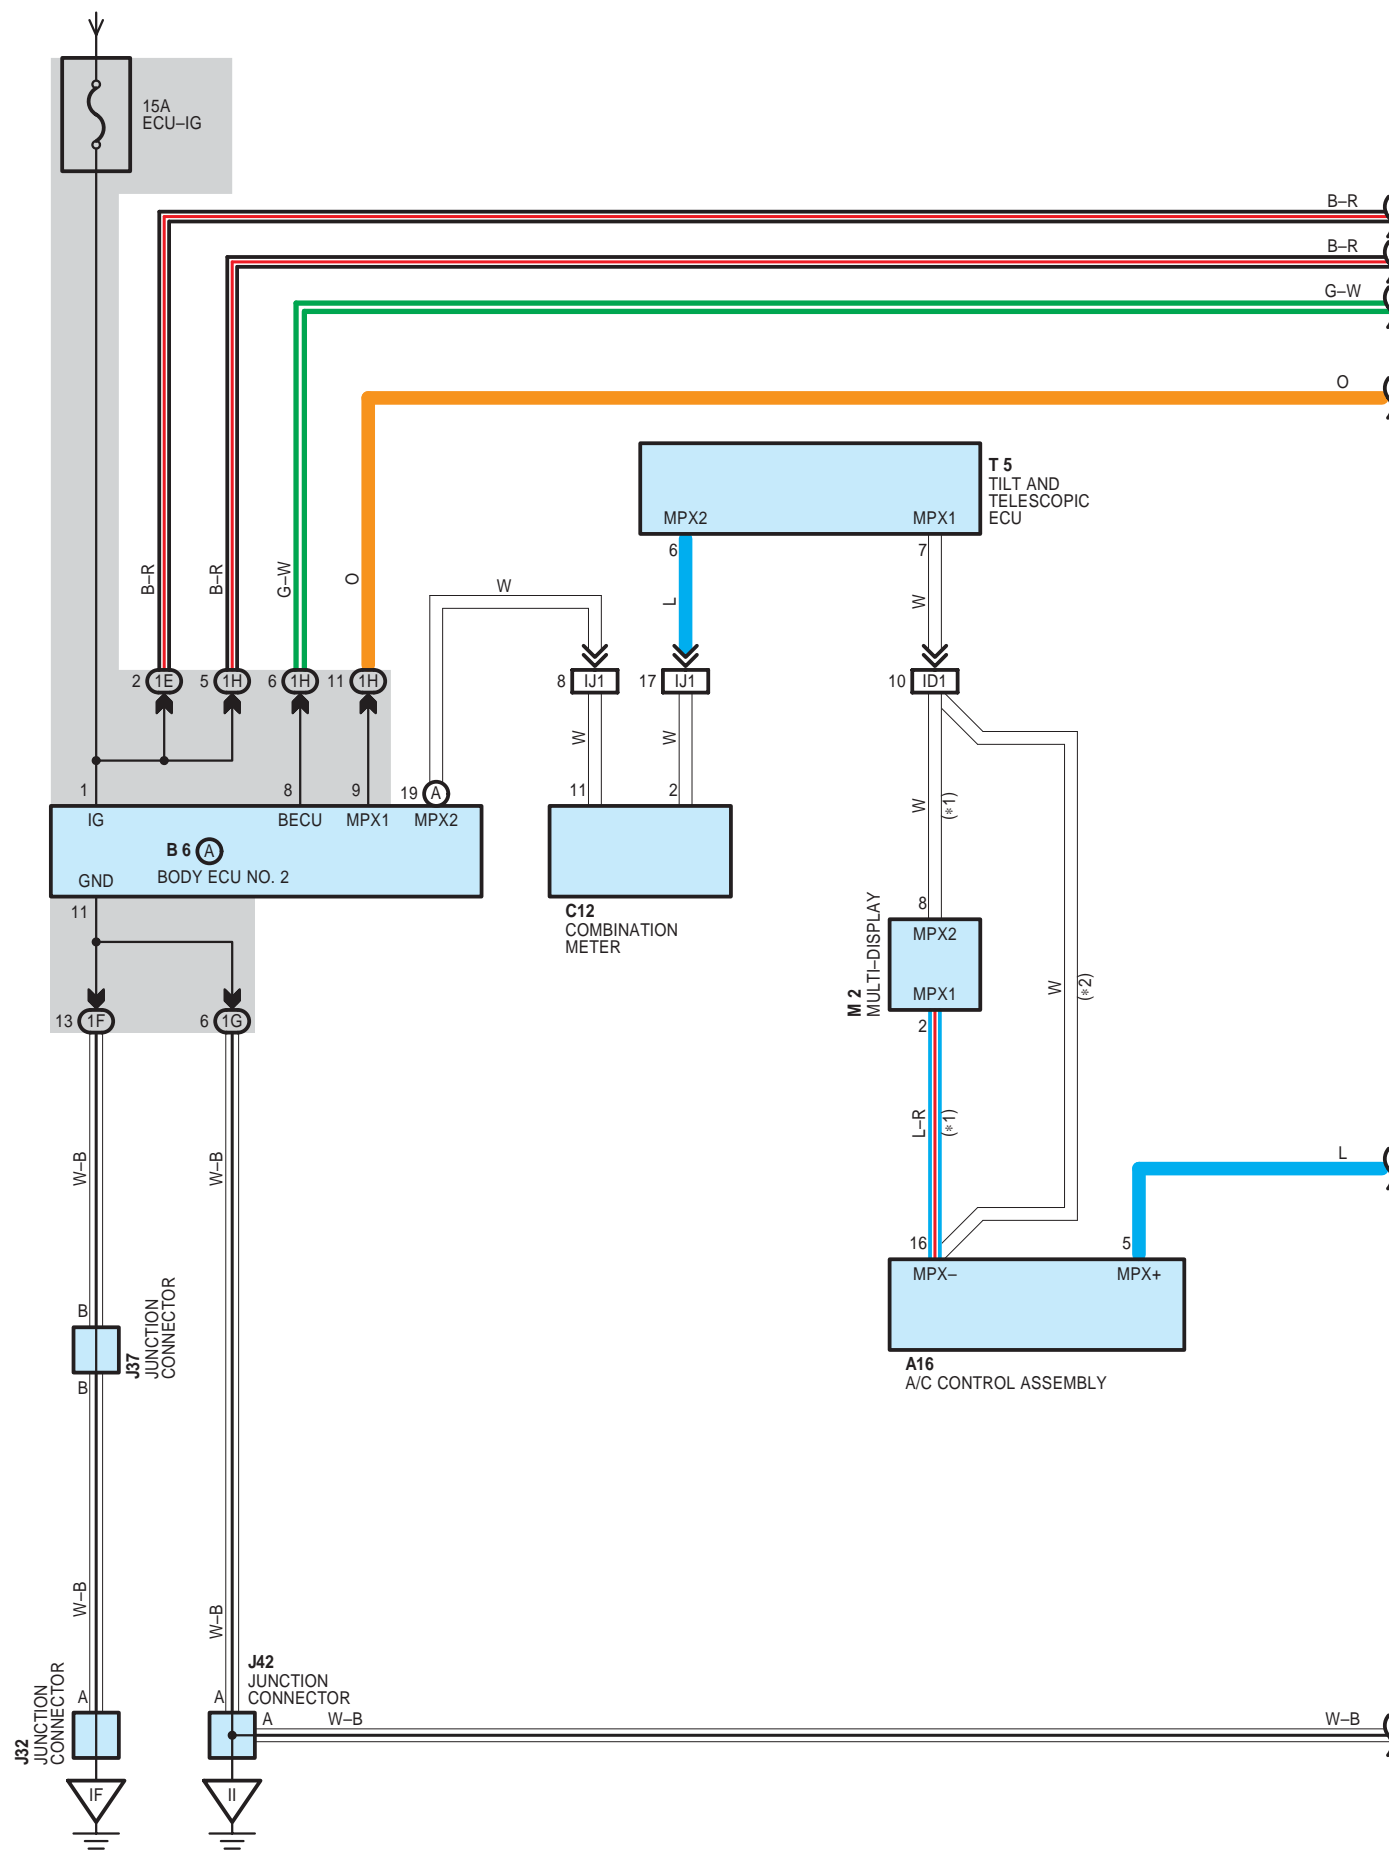 15A
ECU–IG
B–R
B–R
G–W
O
T 5
TILT AND
TELESCOPIC
ECU
MPX2
MPX1
6
7
B–R
B–R
G–W
O
W
L
W
2
1E
5
1H
6
1H
11
1H
8
IJ1
17
IJ1
10
ID1
W
W
1
8
9
19
A
11
2
W
(*1)
IG
BECU
MPX1
MPX2
B 6
A
BODY ECU NO. 2
GND
11
C12
COMBINATION
METER
8
MPX2
MPX1
M 2
MULTI–DISPLAY
2
W
(*2)
13
1F
6
1G
L–R
(*1)
W–B
W–B
L
16
5
MPX–
MPX+
A16
A/C CONTROL ASSEMBLY
B
J37
JUNCTION
CONNECTOR
B
W–B
W–B
J42
JUNCTION
CONNECTOR
A
A
A
W–B
W–B
J32
JUNCTION
CONNECTOR
IF
II